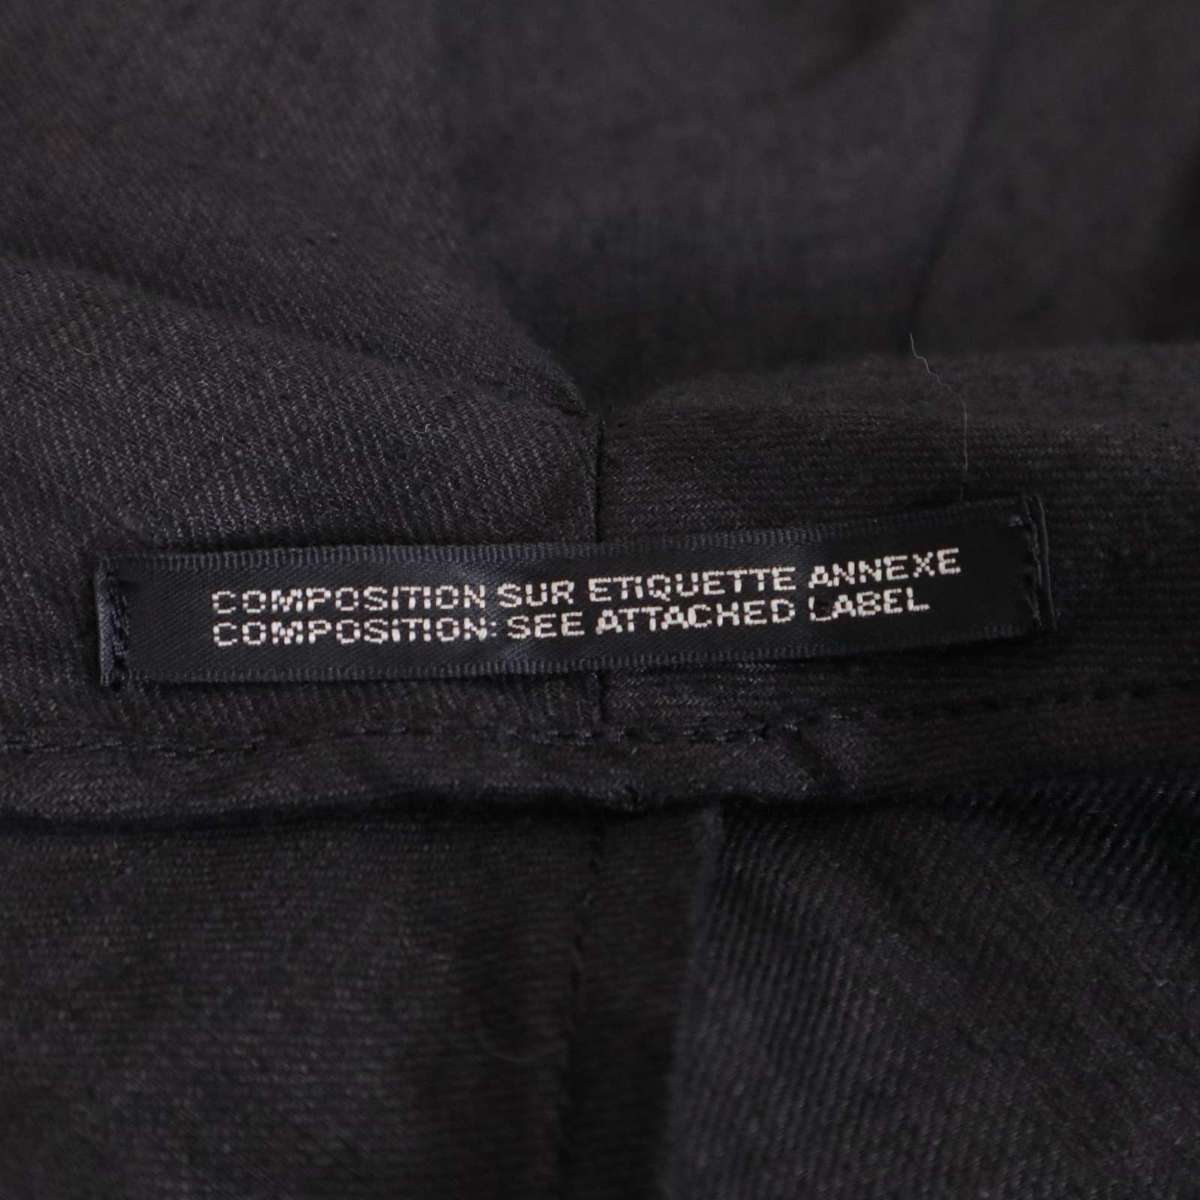 COMPOSITION SUR ETIQUETTE ANNEXE
COMPOSITION: SEE ATTACHED LABEL